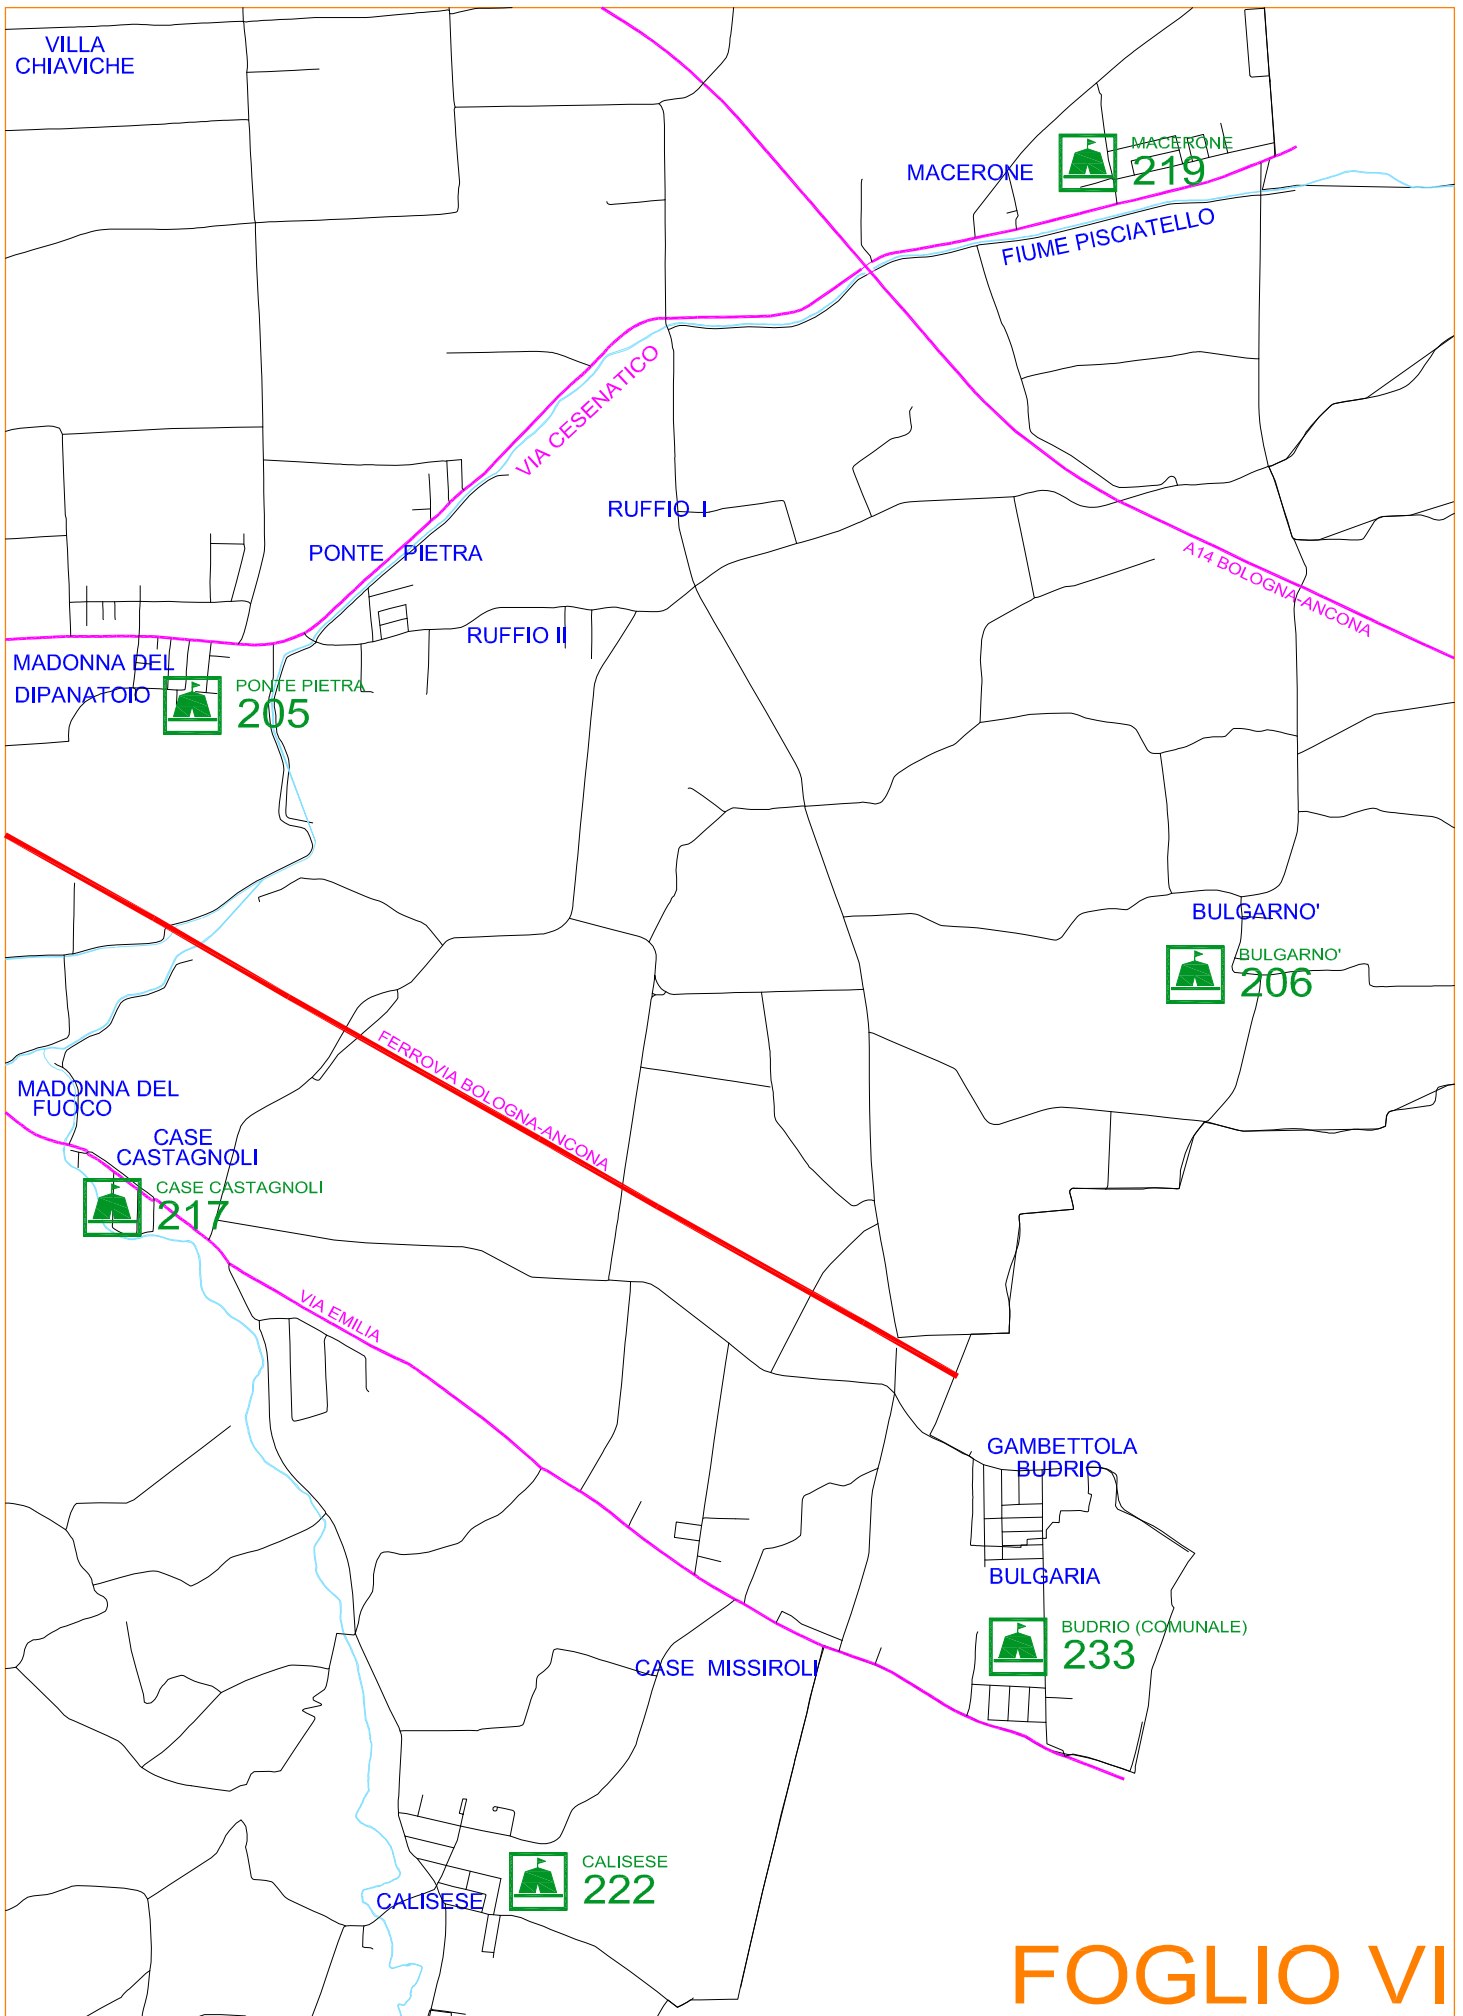 VILLA
CHIAVICHE
MACERONE
219
MACERONE
FIUME PISCIATELLO
VIA CESENATICO
RUFFIO I
PONTE PIETRA
A14 BOLOGNA-ANCONA
RUFFIO II
MADONNA DEL
DIPANATOIO
PONTE PIETRA
205
BULGARNO'
BULGARNO'
206
FERROVIA BOLOGNA-ANCONA
MADONNA DEL
FUOCO
CASE
CASTAGNOLI
CASE CASTAGNOLI
217
VIA EMILIA
GAMBETTOLA
BUDRIO
BULGARIA
BUDRIO (COMUNALE)
233
CASE MISSIROLI
CALISESE
222
CALISESE
FOGLIO VI